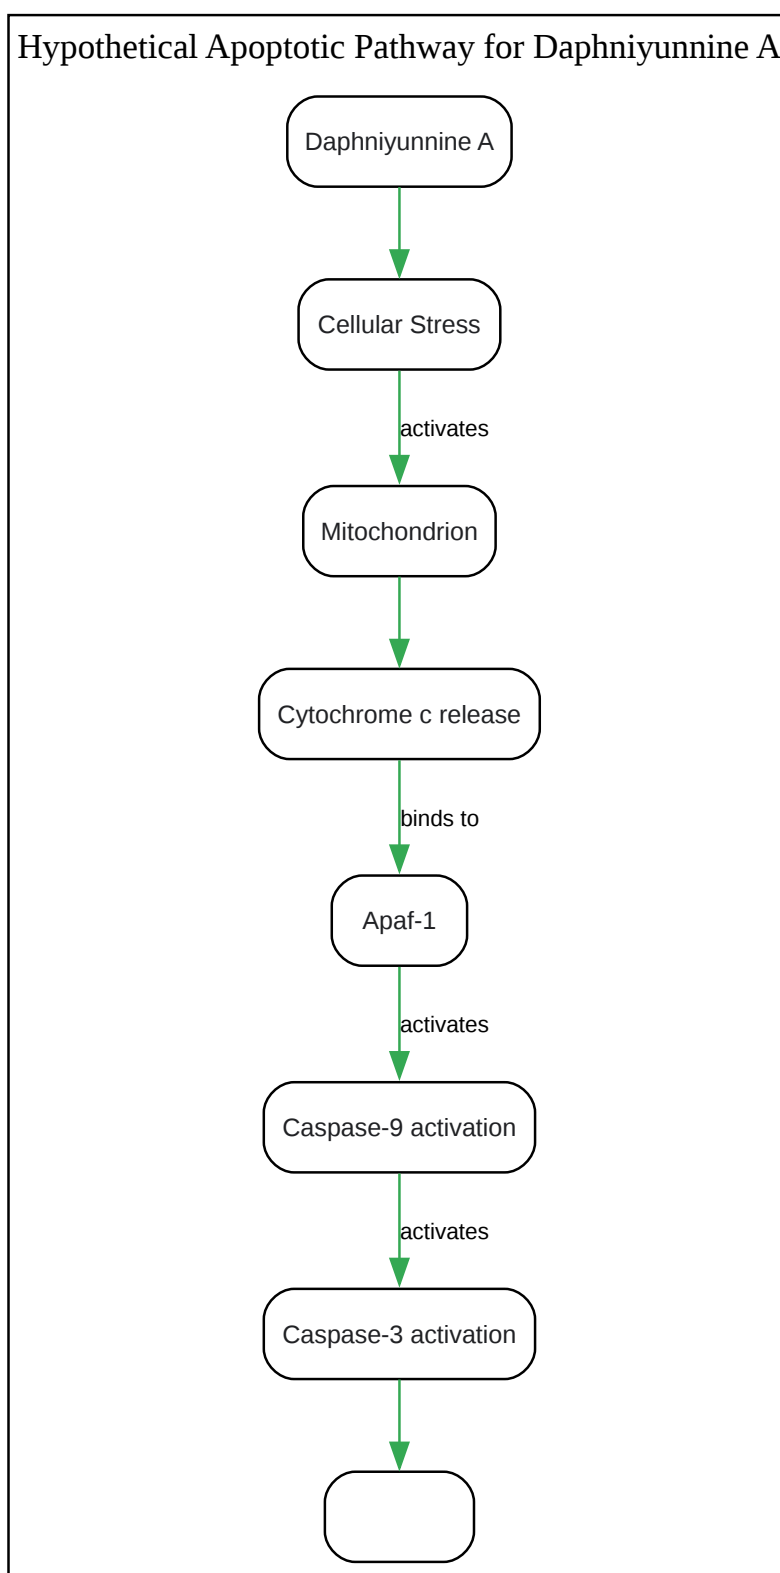 Hypothetical Apoptotic Pathway for Daphniyunnine A
Daphniyunnine A
Cellular Stress
activates
Mitochondrion
Cytochrome c release
binds to
Apaf-1
activates
Caspase-9 activation
activates
Caspase-3 activation